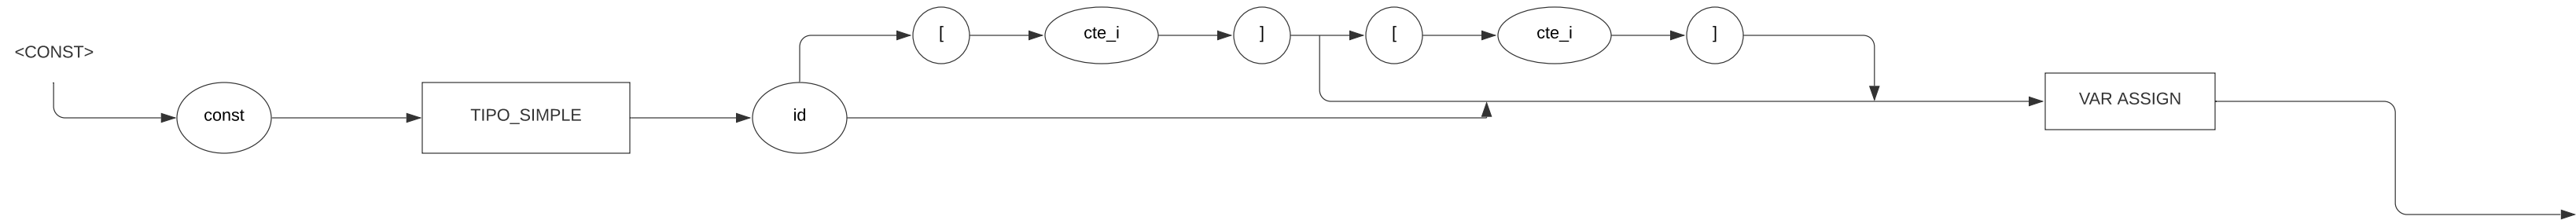 [ cte_i ] [ cte_i ]
<CONST>
const TIPO_SIMPLE id VAR ASSIGN